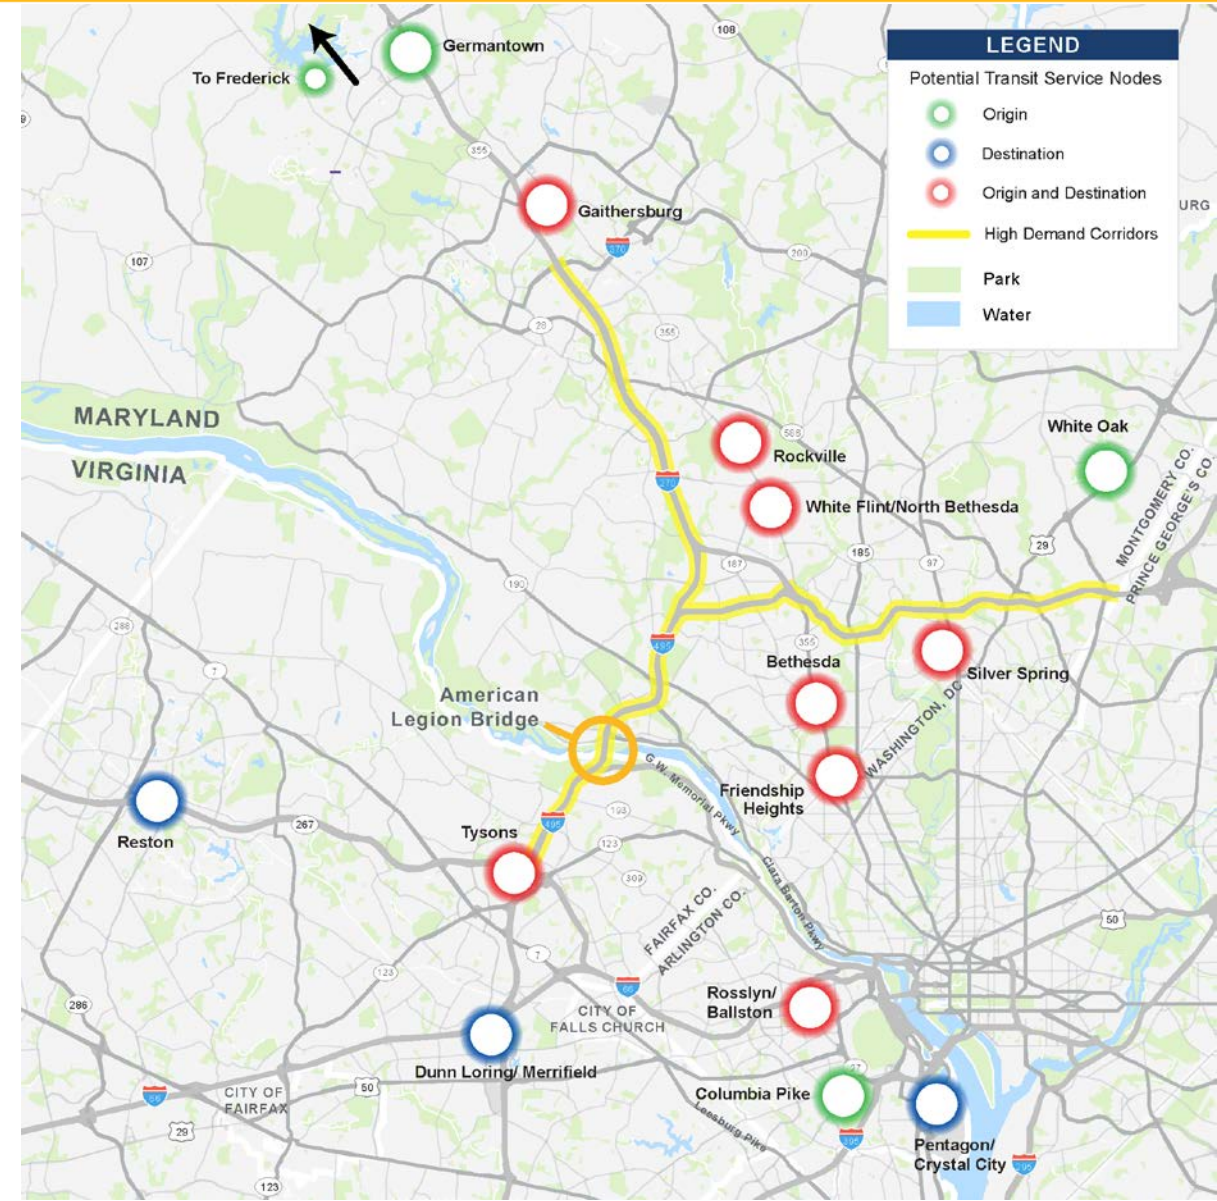 108
Germantown
To Frederick
LEGEND
Potential Transit Service Nodes
Origin
Destination
Origin and Destination
High Demand Corridors
Park
Water
355
Gaithersburg
URG
270
200
107
28
355
MARYLAND
VIRGINIA
White Oak
Rockville
270
White Flint/North Bethesda
MONTGOMERY CO.
PRINCE GEORGE'S CO.
29
185
97
187
190
286
7
495
355
Bethesda
Silver Spring
American
Legion Bridge
WASHINGTON, DC
G.W. Memorial Pkwy
Friendship
Heights
Reston
267
Tysons
495
193
123
309
Clara Barton Pkwy
FAIRFAX CO.
ARLINGTON CO.
50
7
123
66
286
Rosslyn/
Ballston
CITY OF
FALLS CHURCH
Dunn Loring/ Merrifield
Columbia Pike
27
66
CITY OF
FAIRFAX
50
Leesburg Pike
29
395
Pentagon/
Crystal City
295
123